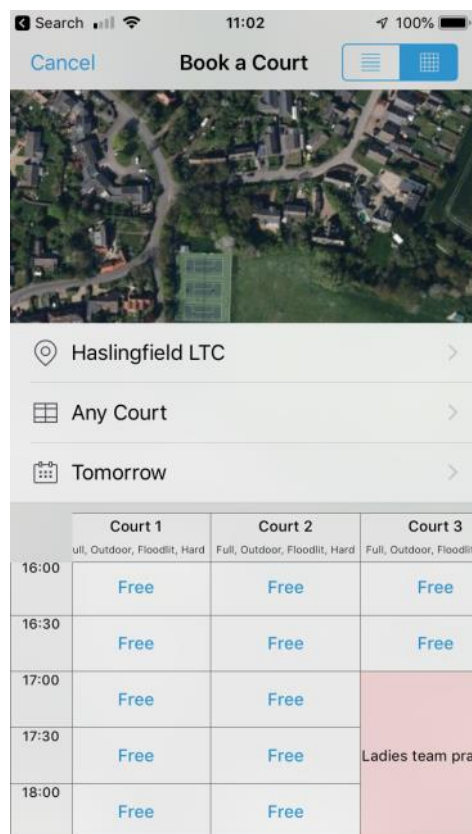 Search 11:02 100%
Cancel Book a Court
Haslingfield LTC
Any Court
Tomorrow
Court 1 Court 2 Court 3
ull, Outdoor, Floodlit, Hard Full, Outdoor, Floodlit, Hard Full, Outdoor, Floodlit
16:00
Free Free Free
16:30
Free Free Free
17:00
Free Free
17:30
Free Free Ladies team pra
18:00
Free Free